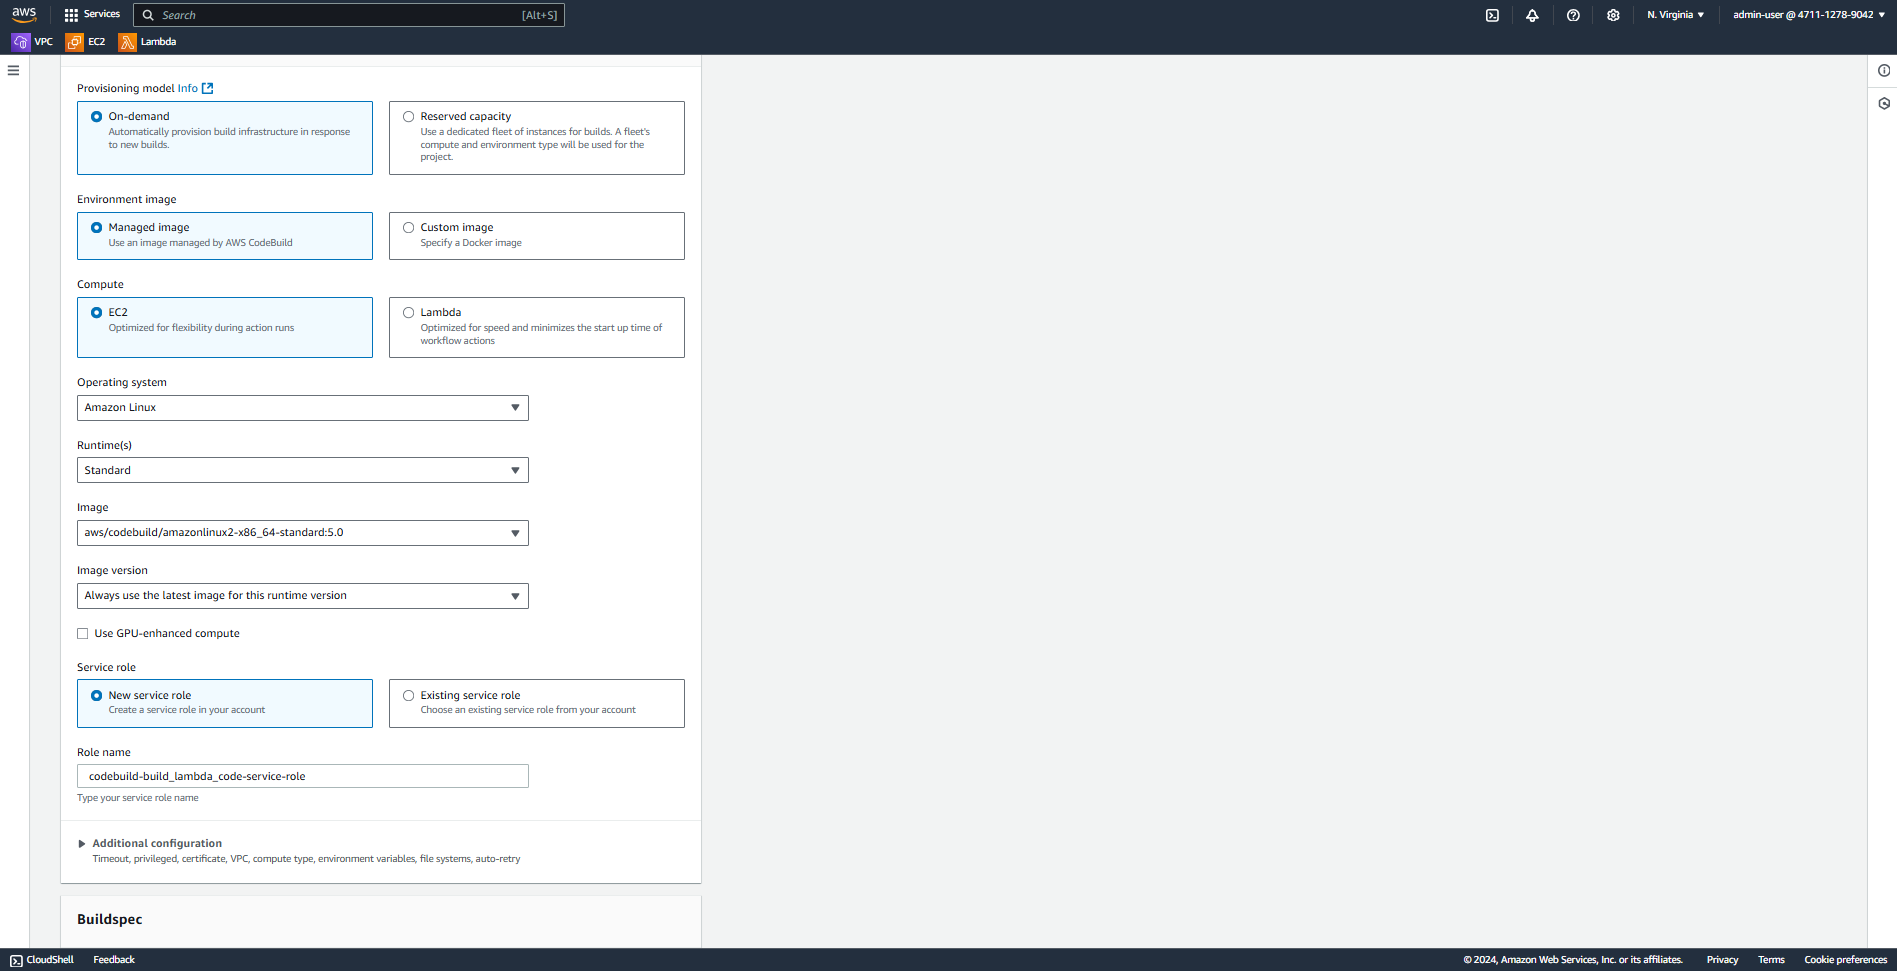 aws
Services
Search
[Alt+S]
N. Virginia
admin-user @ 4711-1278-9042
VPC
EC2
Lambda
Provisioning model Info
On-demand
Automatically provision build infrastructure in response
to new builds.
Reserved capacity
Use a dedicated fleet of instances for builds. A fleet's
compute and environment type will be used for the
project.
Environment image
Managed image
Use an image managed by AWS CodeBuild
Custom image
Specify a Docker image
Compute
EC2
Optimized for flexibility during action runs
Lambda
Optimized for speed and minimizes the start up time of
workflow actions
Operating system
Amazon Linux
Runtime(s)
Standard
Image
aws/codebuild/amazonlinux2-x86_64-standard:5.0
Image version
Always use the latest image for this runtime version
Use GPU-enhanced compute
Service role
New service role
Create a service role in your account
Existing service role
Choose an existing service role from your account
Role name
codebuild-build_lambda_code-service-role
Type your service role name
Additional configuration
Timeout, privileged, certificate, VPC, compute type, environment variables, file systems, auto-retry
Buildspec
CloudShell
Feedback
© 2024, Amazon Web Services, Inc. or its affiliates.
Privacy
Terms
Cookie preferences